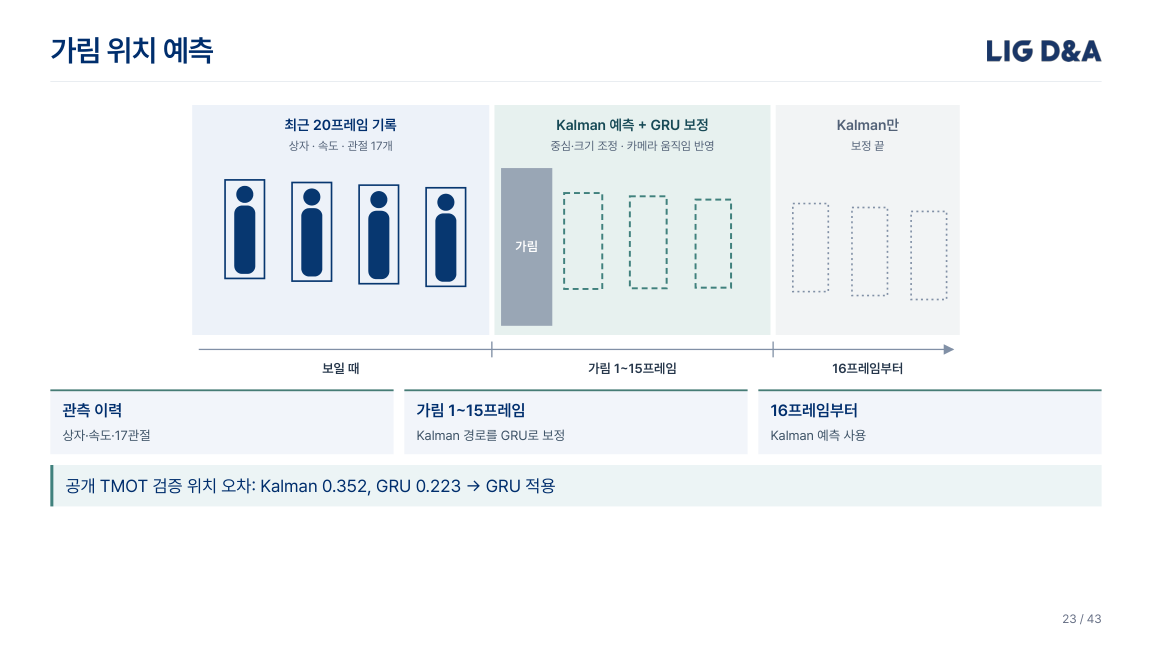 가림 위치 예측
LIG D&A
최근 20프레임 기록
상자 · 속도 · 관절 17개
Kalman 예측 + GRU 보정
중심·크기 조정 · 카메라 움직임 반영
Kalman만
보정 끝
가림
보일 때
가림 1~15프레임
16프레임부터
관측 이력
상자·속도·17관절
가림 1~15프레임
Kalman 경로를 GRU로 보정
16프레임부터
Kalman 예측 사용
공개 TMOT 검증 위치 오차: Kalman 0.352, GRU 0.223 → GRU 적용
23 / 43